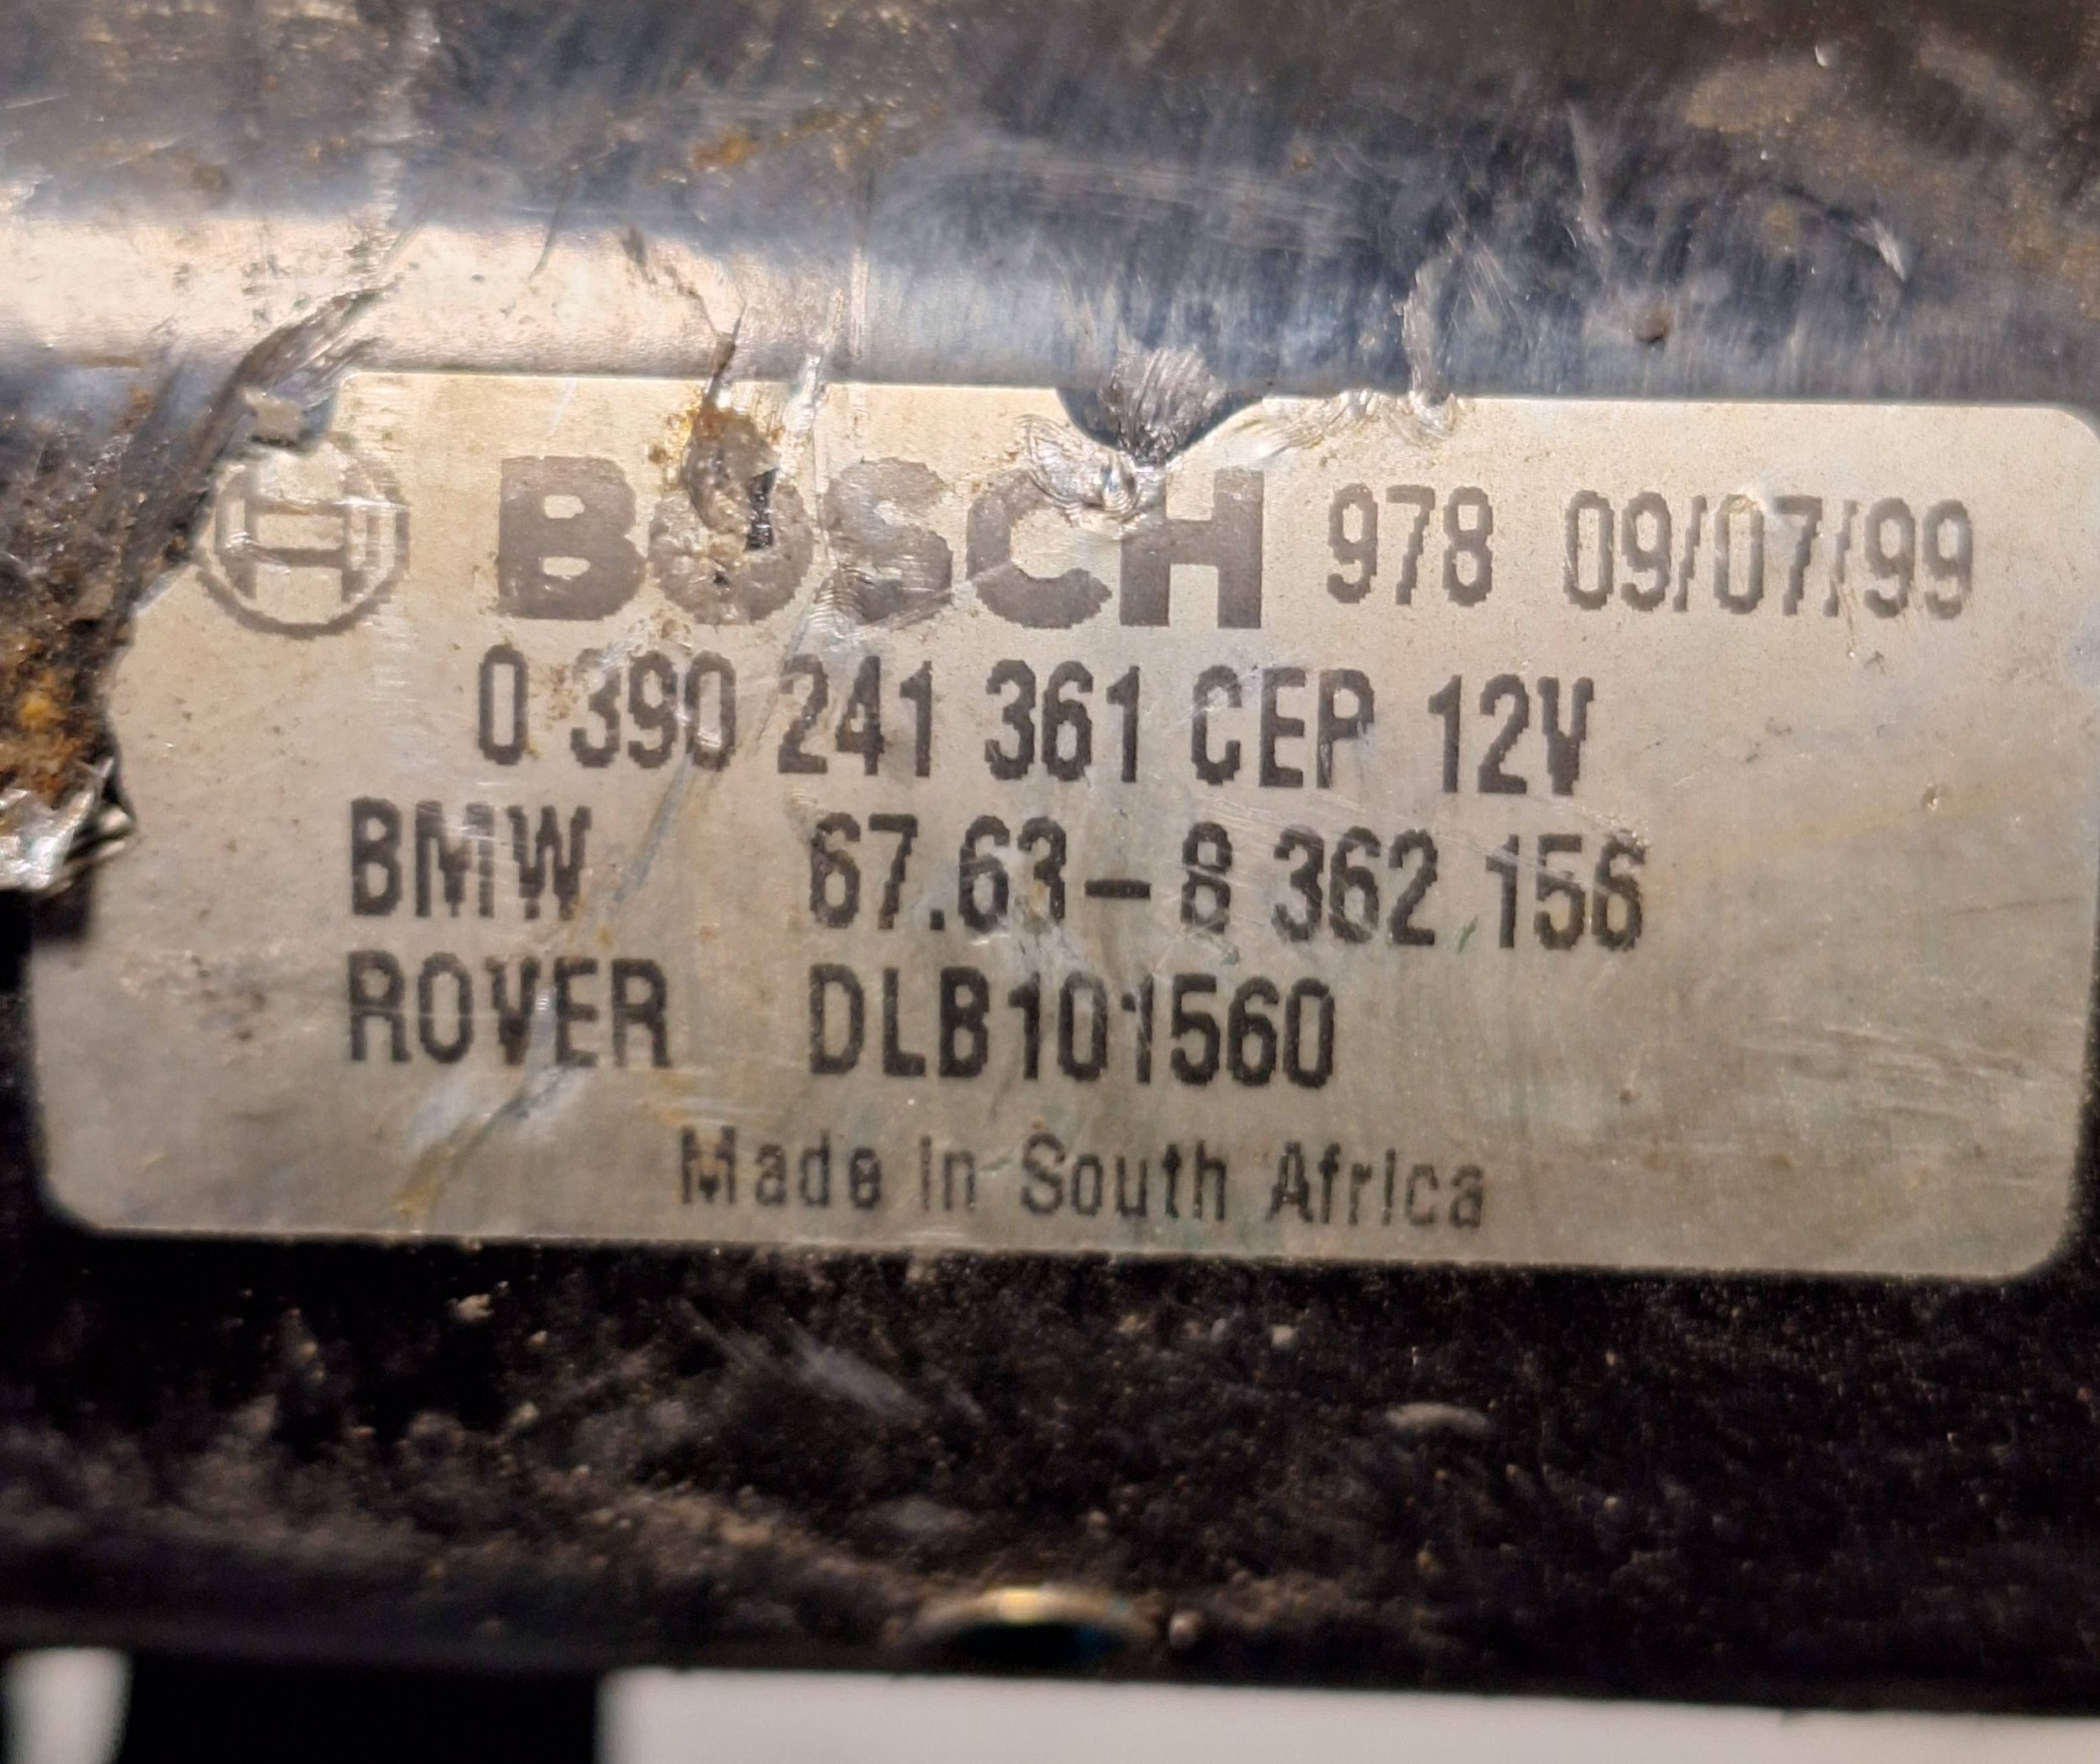 BOSCH 978 09/07/99
0 390 241 361 CEP 12V
BMW 67.63-8 362 156
ROVER DLB101560
Made in South Africa